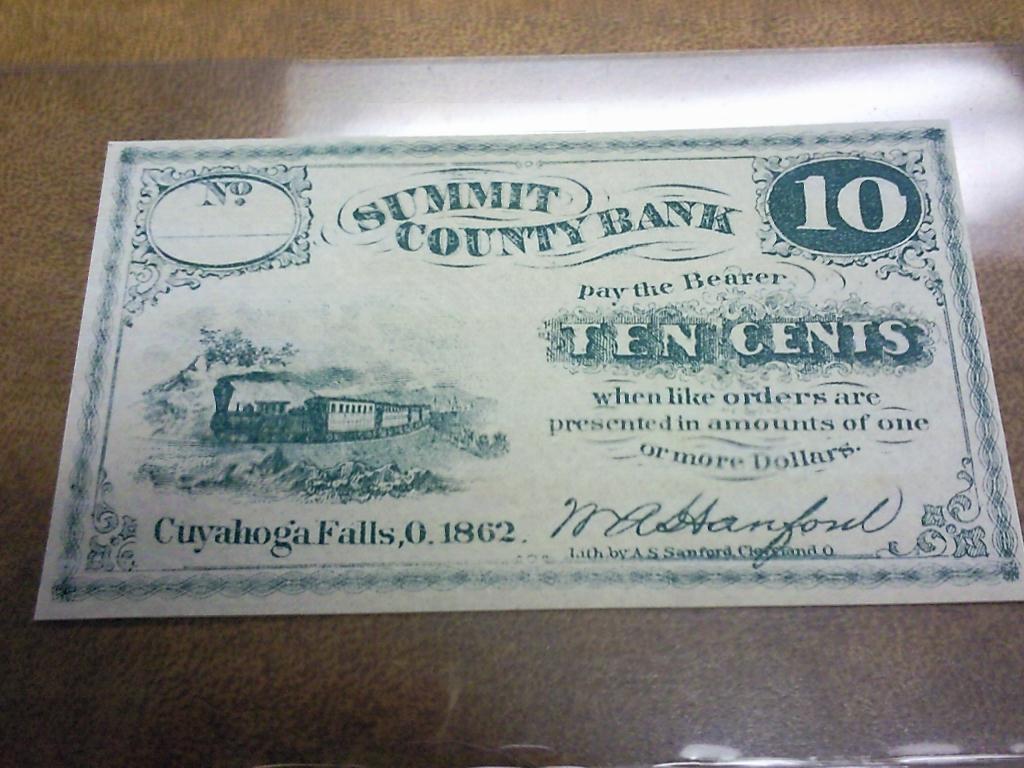 Nº
SUMMIT
COUNTY BANK
10
pay the Bearer
TEN CENTS
when like orders are
presented in amounts of one
or more Dollars.
Cuyahoga Falls, O. 1862.
W A Hanford
Lith. by A.S. Sanford, Cleveland O